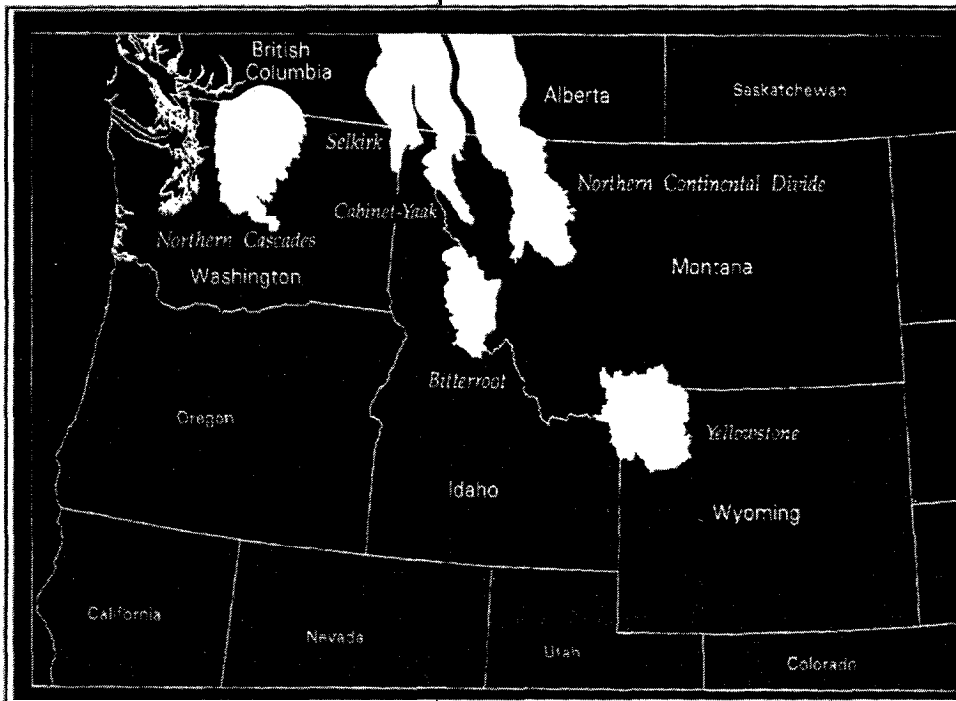 British
Columbia
Alberta
Saskatchewan
Selkirk
Northern Continental Divide
Cabinet-Yaak
Northern Cascades
Washington
Montana
Bitterroot
Oregon
Yellowstone
Idaho
Wyoming
California
Nevada
Utah
Colorado